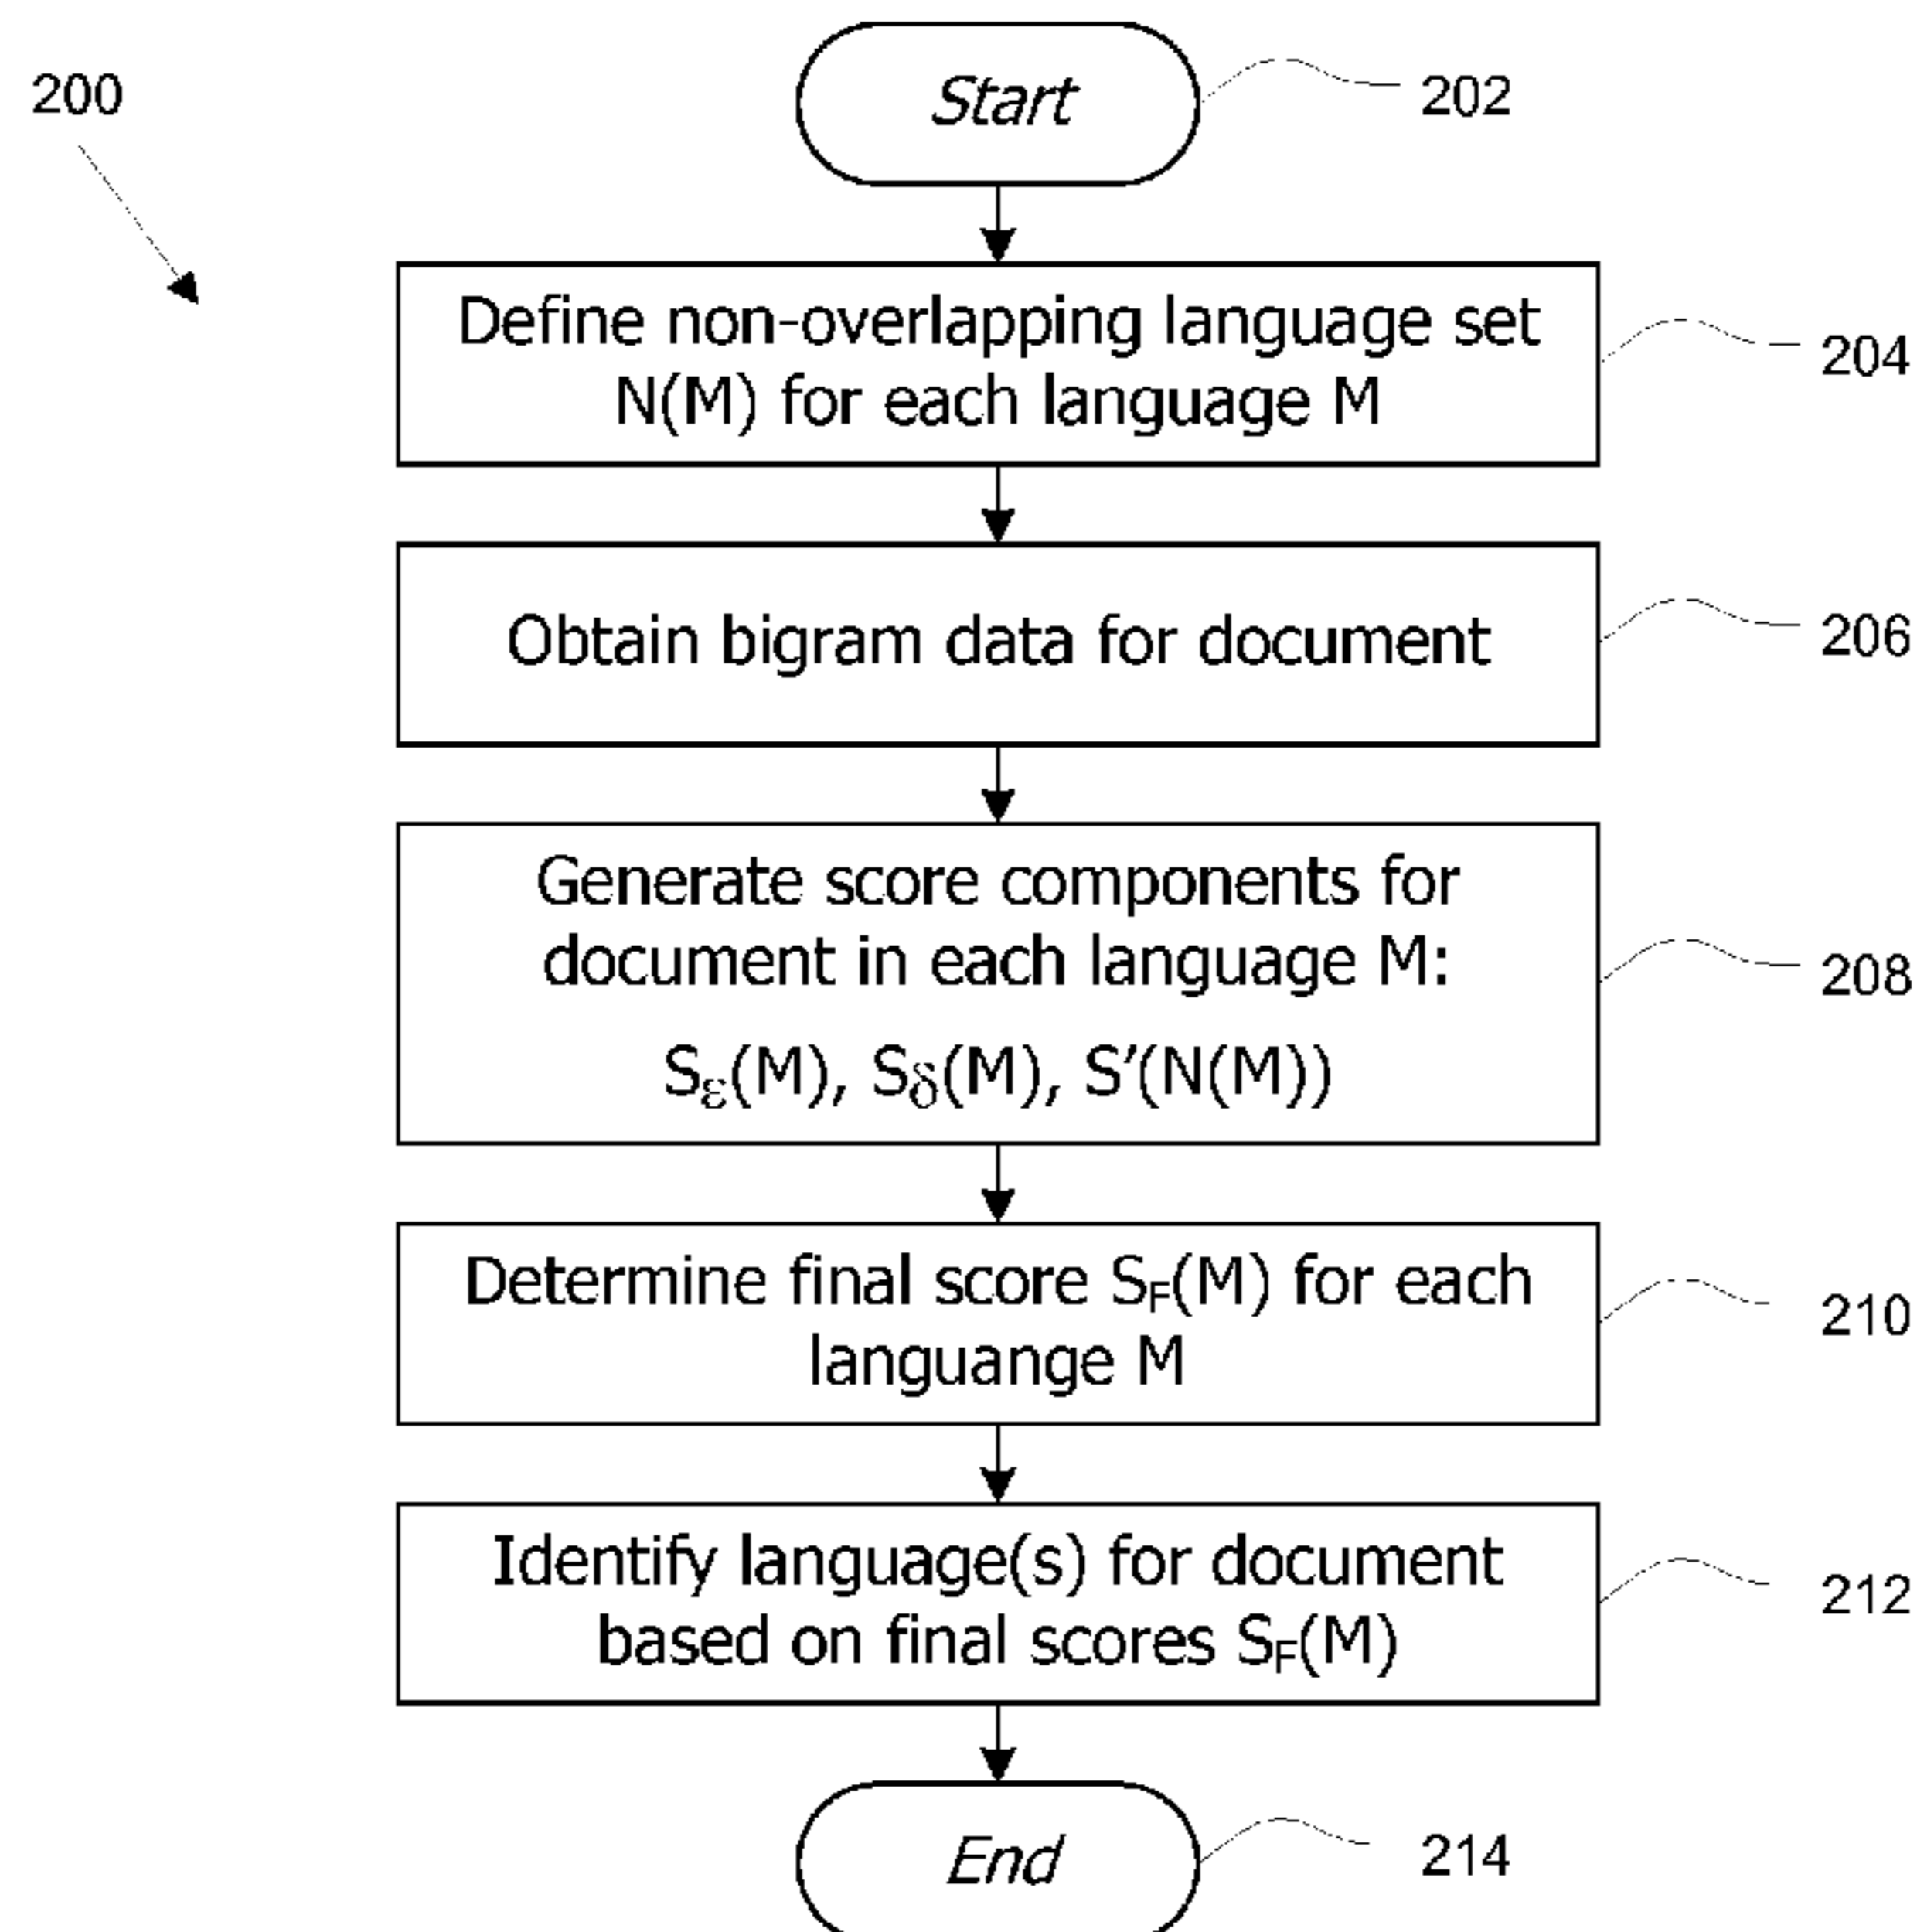 200
Start
202
Define non-overlapping language set
N(M) for each language M
204
Obtain bigram data for document
206
Generate score components for
document in each language M:
Sε(M), Sδ(M), S'(N(M))
208
Determine final score SF(M) for each
languange M
210
Identify language(s) for document
based on final scores SF(M)
212
End
214